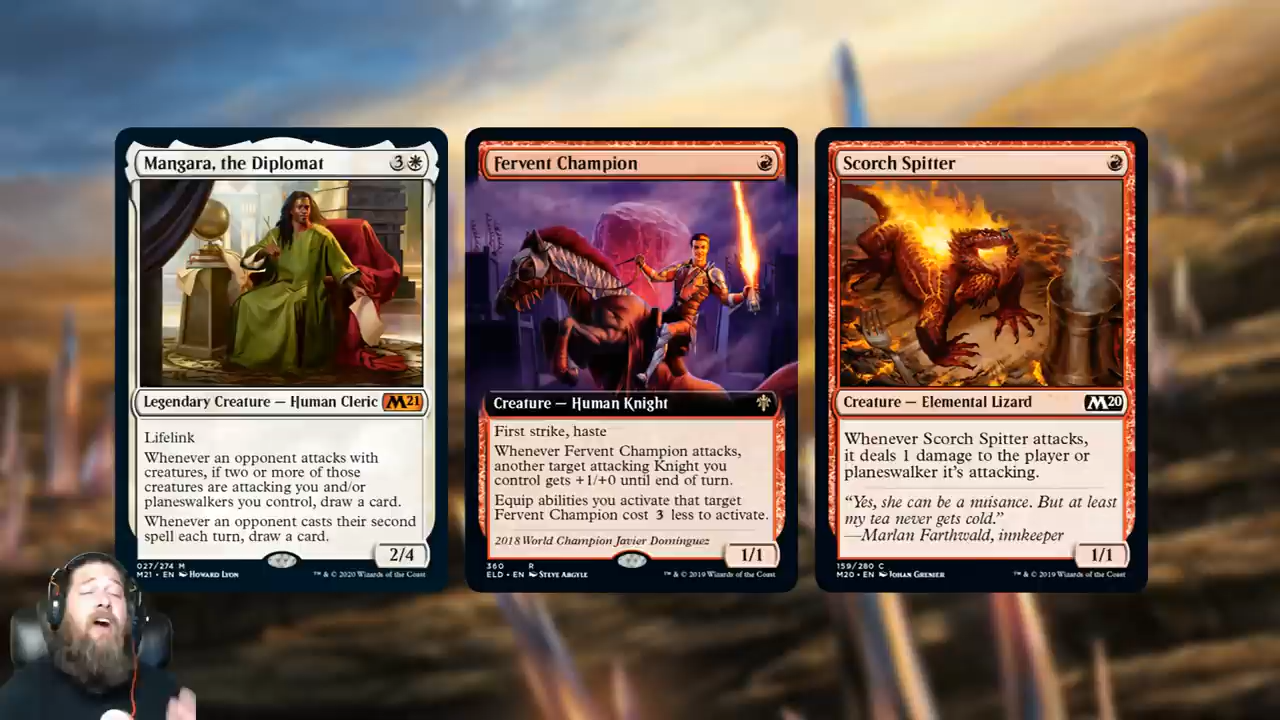 Mangara, the Diplomat 3
Legendary Creature — Human Cleric M21
Lifelink
Whenever an opponent attacks with
creatures, if two or more of those
creatures are attacking you and/or
planeswalkers you control, draw a card.
Whenever an opponent casts their second
spell each turn, draw a card.
2/4
027/274 M
M21 • EN Howard Lyon ™ & © 2020 Wizards of the Coast
Fervent Champion
Creature — Human Knight
First strike, haste
Whenever Fervent Champion attacks,
another target attacking Knight you
control gets +1/+0 until end of turn.
Equip abilities you activate that target
Fervent Champion cost 3 less to activate.
2018 World Champion Javier Dominguez
1/1
360 R
ELD • EN Steve Argyle ™ & © 2019 Wizards of the Coast
Scorch Spitter
Creature — Elemental Lizard M20
Whenever Scorch Spitter attacks,
it deals 1 damage to the player or
planeswalker it's attacking.
"Yes, she can be a nuisance. But at least
my tea never gets cold."
—Marlan Farthwald, innkeeper
1/1
159/280 C
M20 • EN Johan Grenier ™ & © 2019 Wizards of the Coast